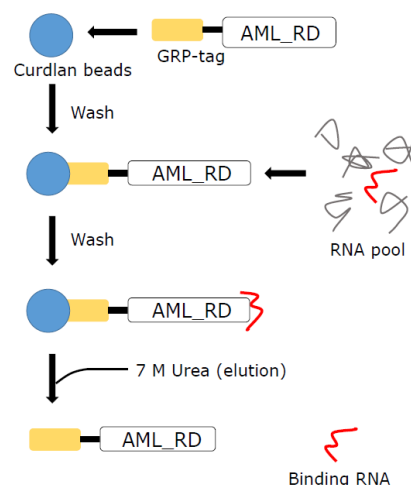 AML_RD
GRP-tag
Curdlan beads
Wash
AML_RD
RNA pool
Wash
AML_RD
7 M Urea (elution)
AML_RD
Binding RNA